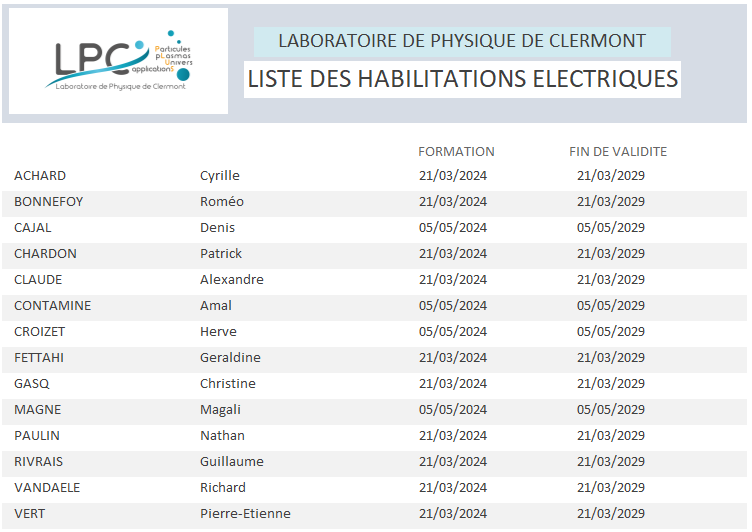 LPC
Particules
pLasmas
Univers
applicationS
Laboratoire de Physique de Clermont
LABORATOIRE DE PHYSIQUE DE CLERMONT
LISTE DES HABILITATIONS ELECTRIQUES
FORMATION FIN DE VALIDITE
ACHARD Cyrille 21/03/2024 21/03/2029
BONNEFOY Roméo 21/03/2024 21/03/2029
CAJAL Denis 05/05/2024 05/05/2029
CHARDON Patrick 21/03/2024 21/03/2029
CLAUDE Alexandre 21/03/2024 21/03/2029
CONTAMINE Amal 05/05/2024 05/05/2029
CROIZET Herve 05/05/2024 05/05/2029
FETTAHI Geraldine 21/03/2024 21/03/2029
GASQ Christine 21/03/2024 21/03/2029
MAGNE Magali 05/05/2024 05/05/2029
PAULIN Nathan 21/03/2024 21/03/2029
RIVRAIS Guillaume 21/03/2024 21/03/2029
VANDAELE Richard 21/03/2024 21/03/2029
VERT Pierre-Etienne 21/03/2024 21/03/2029